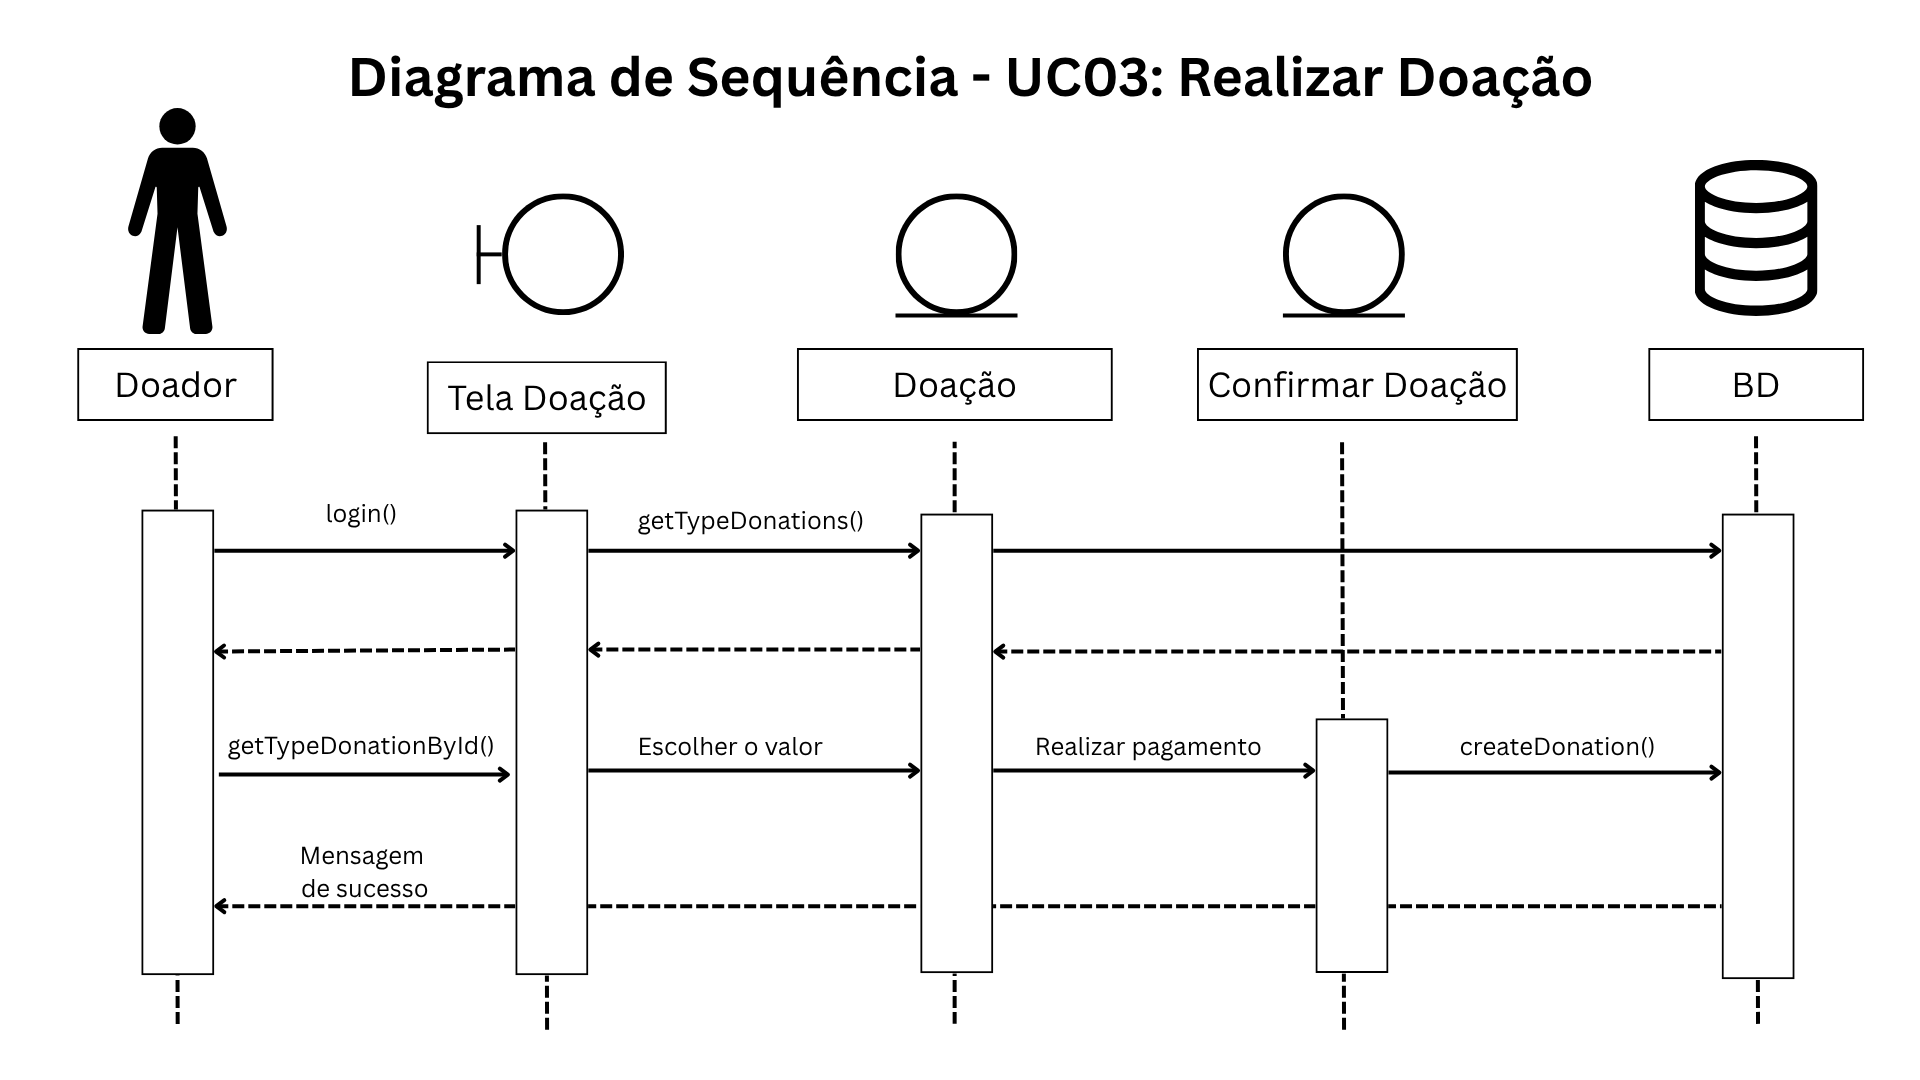 Diagrama de Sequência - UC03: Realizar Doação
Doador
Tela Doação
Doação
Confirmar Doação
BD
login()
getTypeDonations()
getTypeDonationById()
Escolher o valor
Realizar pagamento
createDonation()
Mensagem
de sucesso